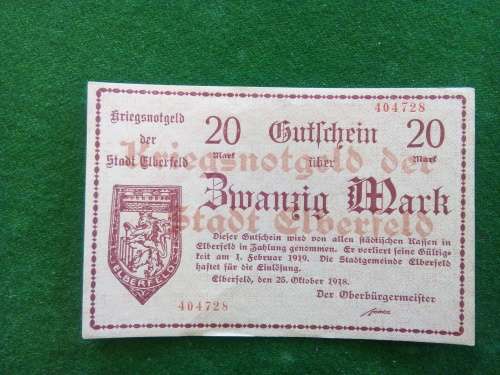 404728
Kriegsnotgeld
der
Stadt Elberfeld
20
Mark
Gutschein
über
20
Mark
Kriegsnotgeld der
Stadt Elberfeld
Zwanzig Mark
Dieser Gutschein wird von allen städtischen Kassen in
Elberfeld in Zahlung genommen. Er verliert seine Gültig-
keit am 1. Februar 1919. Die Stadtgemeinde Elberfeld
haftet für die Einlösung.
Elberfeld, den 25. Oktober 1918.
Der Oberbürgermeister
ELBERFELD
404728